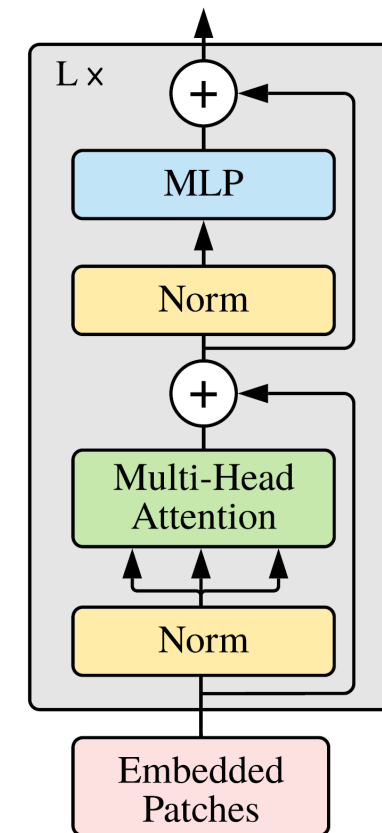 L ×
+
MLP
Norm
+
Multi-Head
Attention
Norm
Embedded
Patches